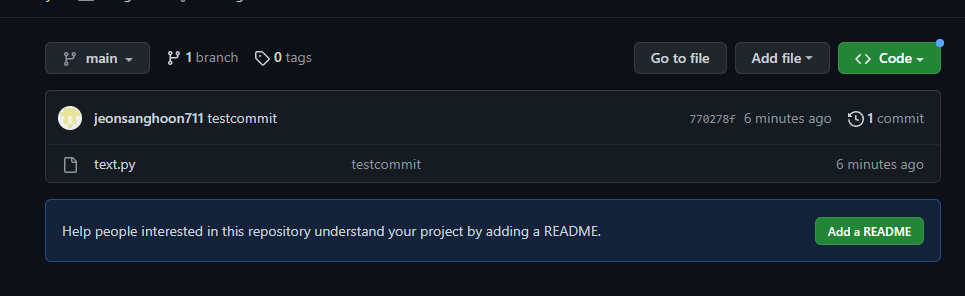 main 1 branch 0 tags Go to file Add file Code
jeonsanghoon711 testcommit 770278f 6 minutes ago 1 commit
text.py testcommit 6 minutes ago
Help people interested in this repository understand your project by adding a README. Add a README